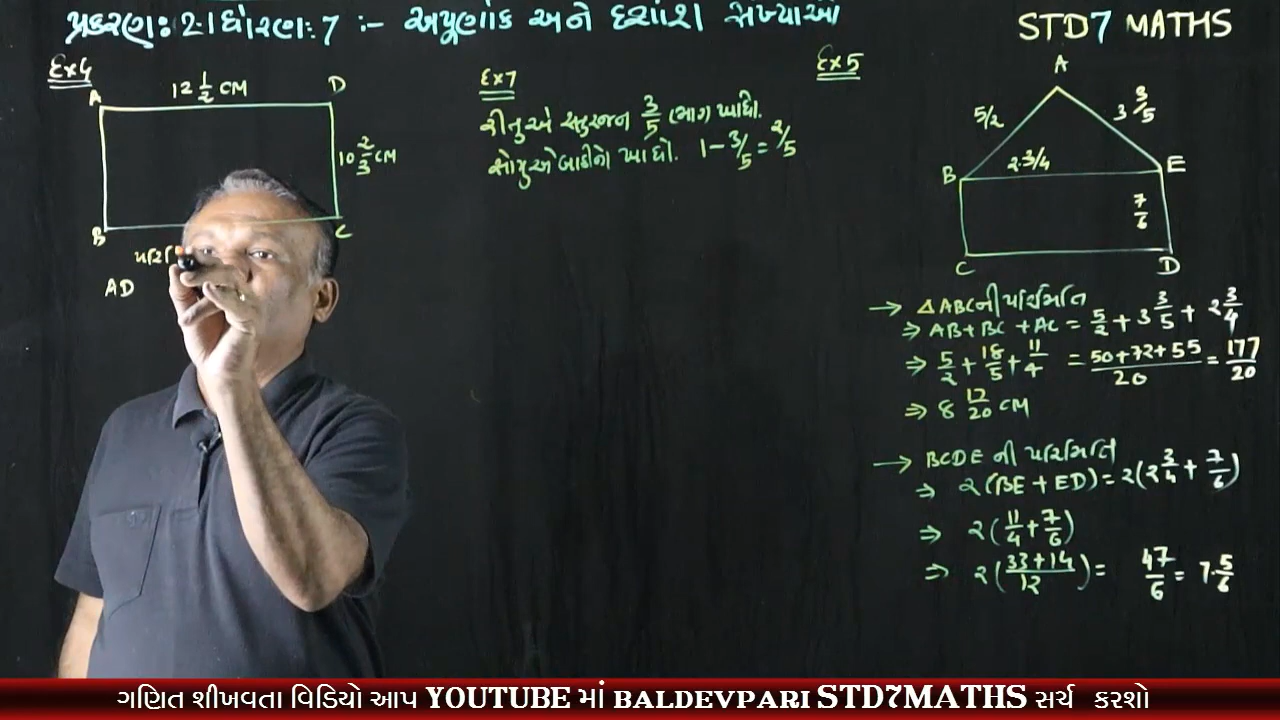 પ્રકરણઃ 2.1 ધોરણઃ 7 :- અપૂર્ણાંક અને દશાંશ સંખ્યાઓ
STD7 MATHS
Ex4
A 12 1/2 CM D
10 2/3 CM
B C
AD
Ex7
રીતુએ સફરજન 3/5 ભાગ ખાધો.
સોમુએ બાકીનો ખાધો. 1 - 3/5 = 2/5
Ex5
A
5/2 3 3/5
B 2 3/4 E
7/6
C D
→ △ABCની પરિમિતિ
⇒ AB + BC + AC = 5/2 + 3 3/5 + 2 3/4
⇒ 5/2 + 18/5 + 11/4 = 50+72+55/20 = 177/20
⇒ 8 17/20 CM
→ BCDE ની પરિમિતિ
⇒ 2(BE + ED) = 2(2 3/4 + 7/6)
⇒ 2(11/4 + 7/6)
⇒ 2(33+14/12) = 47/6 = 7 5/6
ગણિત શીખવતા વિડિયો આપ YOUTUBE માં BALDEVPARI STD7MATHS સર્ચ કરશો